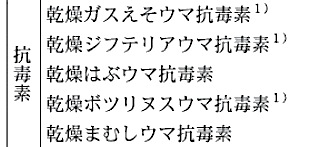 抗毒素
乾燥ガスえそウマ抗毒素1)
乾燥ジフテリアウマ抗毒素1)
乾燥はぶウマ抗毒素
乾燥ボツリヌスウマ抗毒素1)
乾燥まむしウマ抗毒素